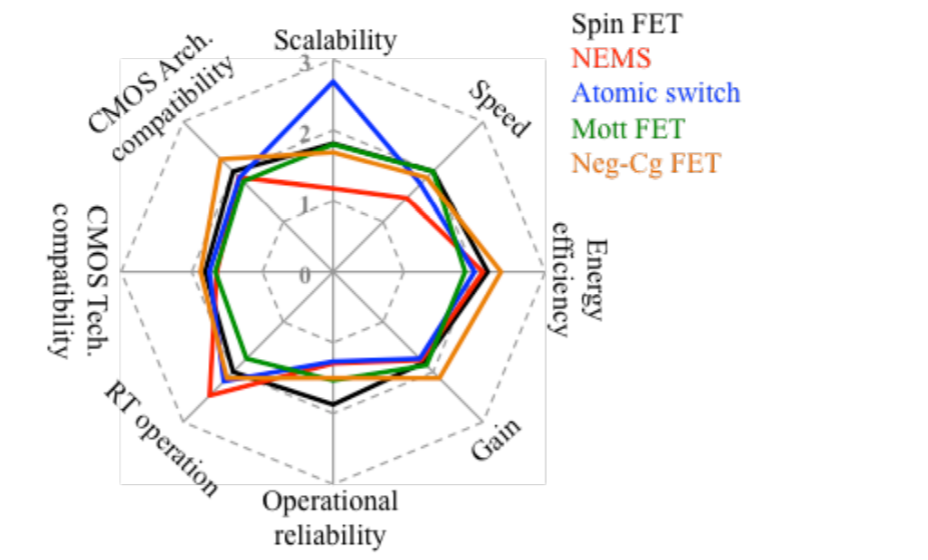 Scalability
Speed
Energy
efficiency
Gain
Operational
reliability
RT operation
CMOS Tech.
compatibility
CMOS Arch.
compatibility
3
2
1
0
Spin FET
NEMS
Atomic switch
Mott FET
Neg-Cg FET